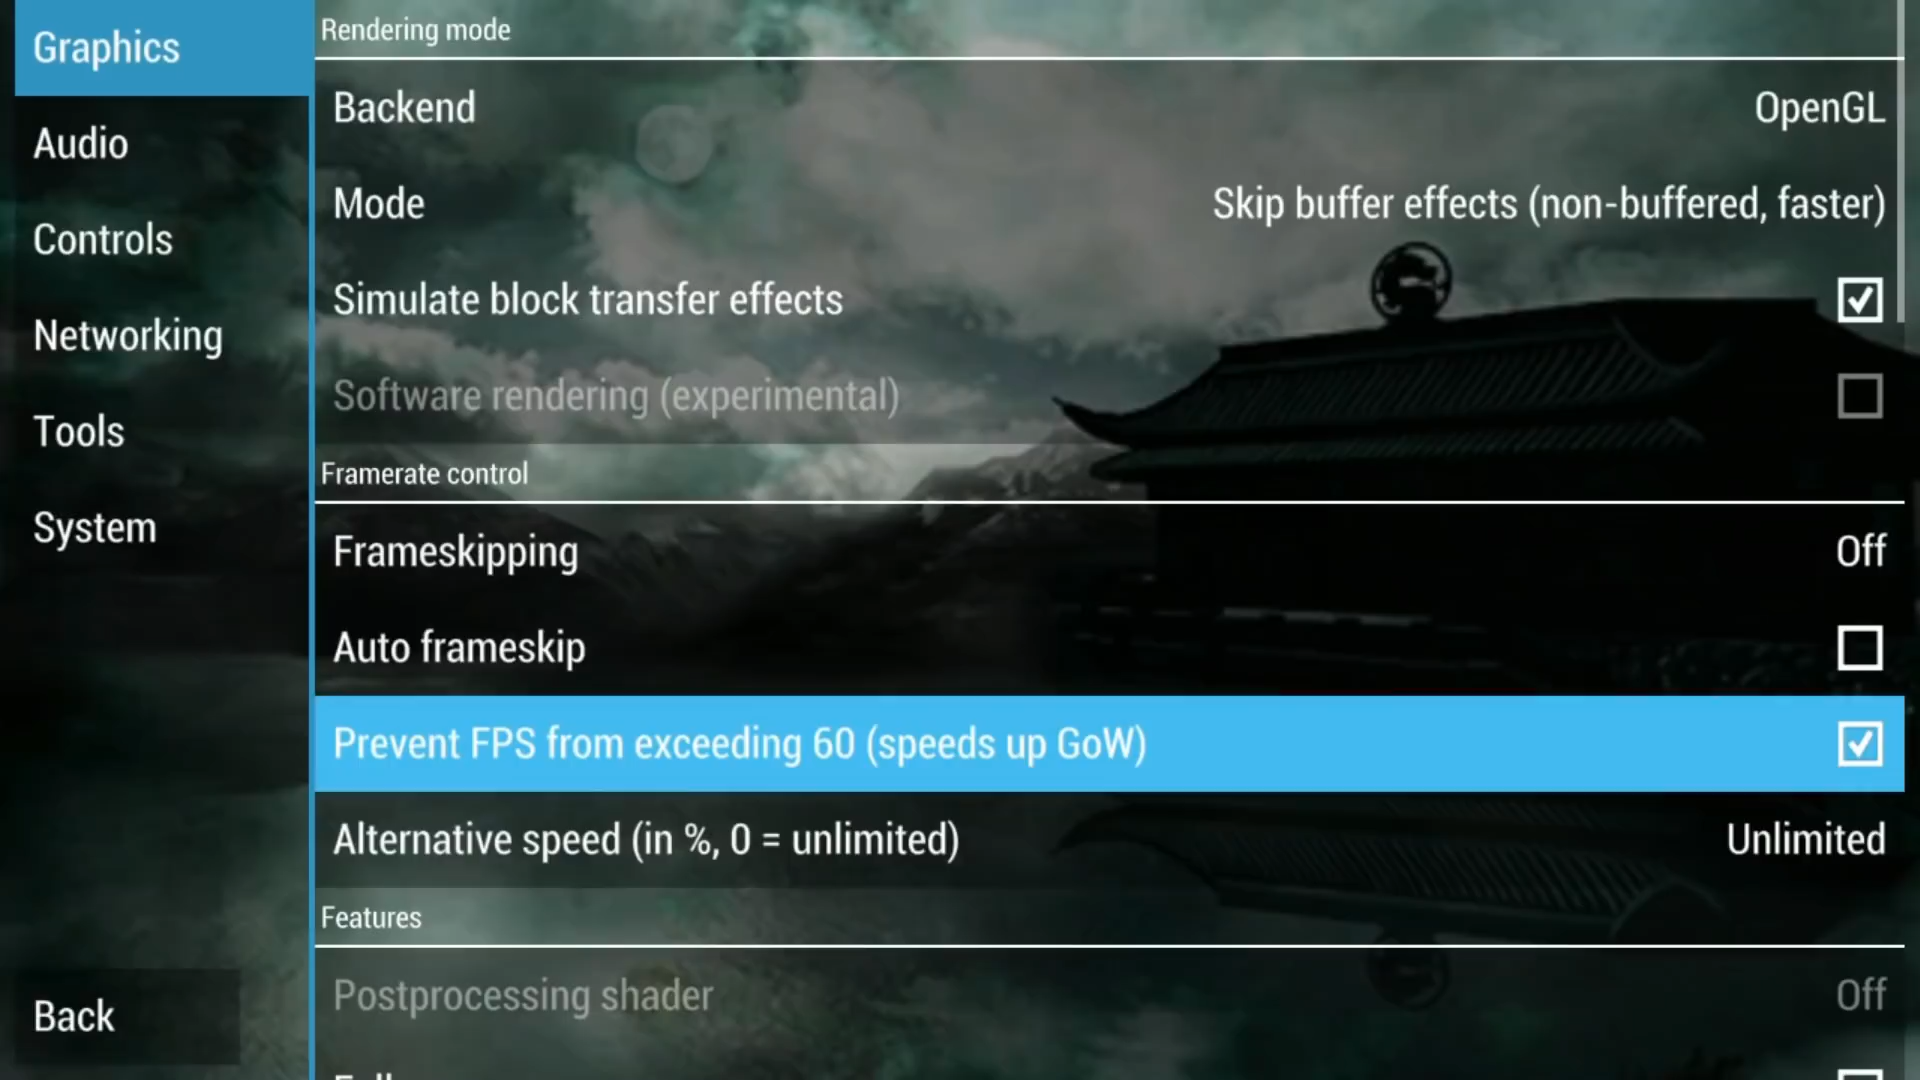 Graphics
Audio
Controls
Networking
Tools
System
Back
Rendering mode
Backend OpenGL
Mode Skip buffer effects (non-buffered, faster)
Simulate block transfer effects
Software rendering (experimental)
Framerate control
Frameskipping Off
Auto frameskip
Prevent FPS from exceeding 60 (speeds up GoW)
Alternative speed (in %, 0 = unlimited) Unlimited
Features
Postprocessing shader Off